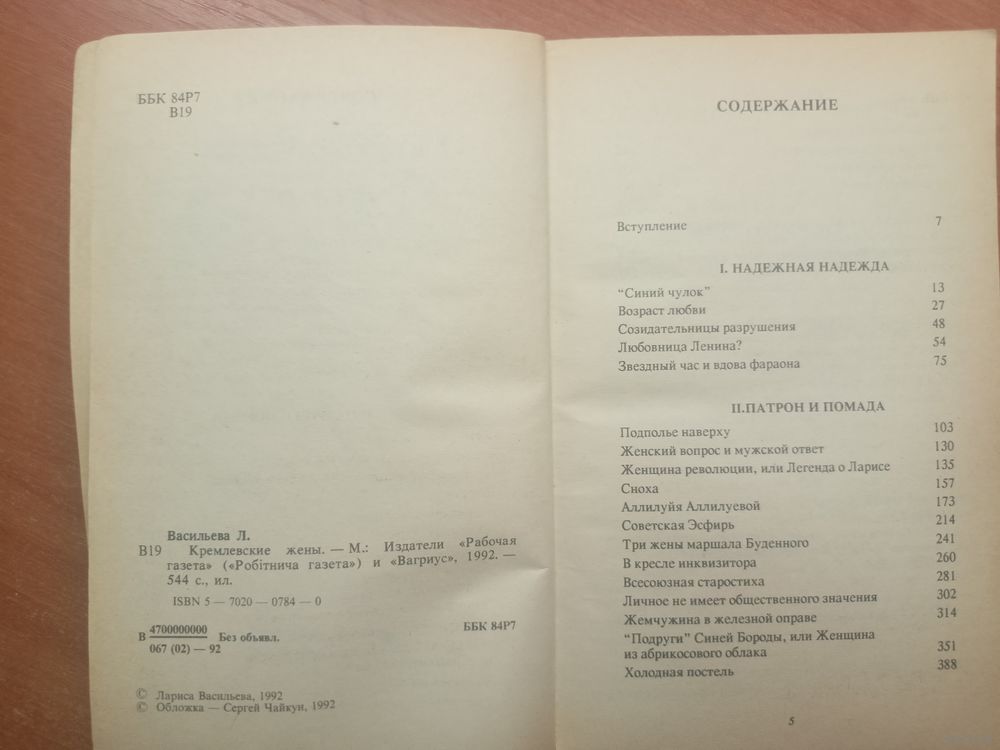 ББК 84Р7
В19
Васильева Л.
В19 Кремлевские жены. — М.: Издатели «Рабочая
газета» («Робітнича газета») и «Вагриус», 1992. —
544 с., ил.
ISBN 5 — 7020 — 0784 — 0
В 4700000000 Без объявл.
067 (02) — 92
ББК 84Р7
© Лариса Васильева, 1992
© Обложка — Сергей Чайкун, 1992
СОДЕРЖАНИЕ
Вступление 7
I. НАДЕЖНАЯ НАДЕЖДА
“Синий чулок” 13
Возраст любви 27
Созидательницы разрушения 48
Любовница Ленина? 54
Звездный час и вдова фараона 75
II.ПАТРОН И ПОМАДА
Подполье наверху 103
Женский вопрос и мужской ответ 130
Женщина революции, или Легенда о Ларисе 135
Сноха 157
Аллилуйя Аллилуевой 173
Советская Эсфирь 214
Три жены маршала Буденного 241
В кресле инквизитора 260
Всесоюзная старостиха 281
Личное не имеет общественного значения 302
Жемчужина в железной оправе 314
“Подруги” Синей Бороды, или Женщина
из абрикосового облака 351
Холодная постель 388
5